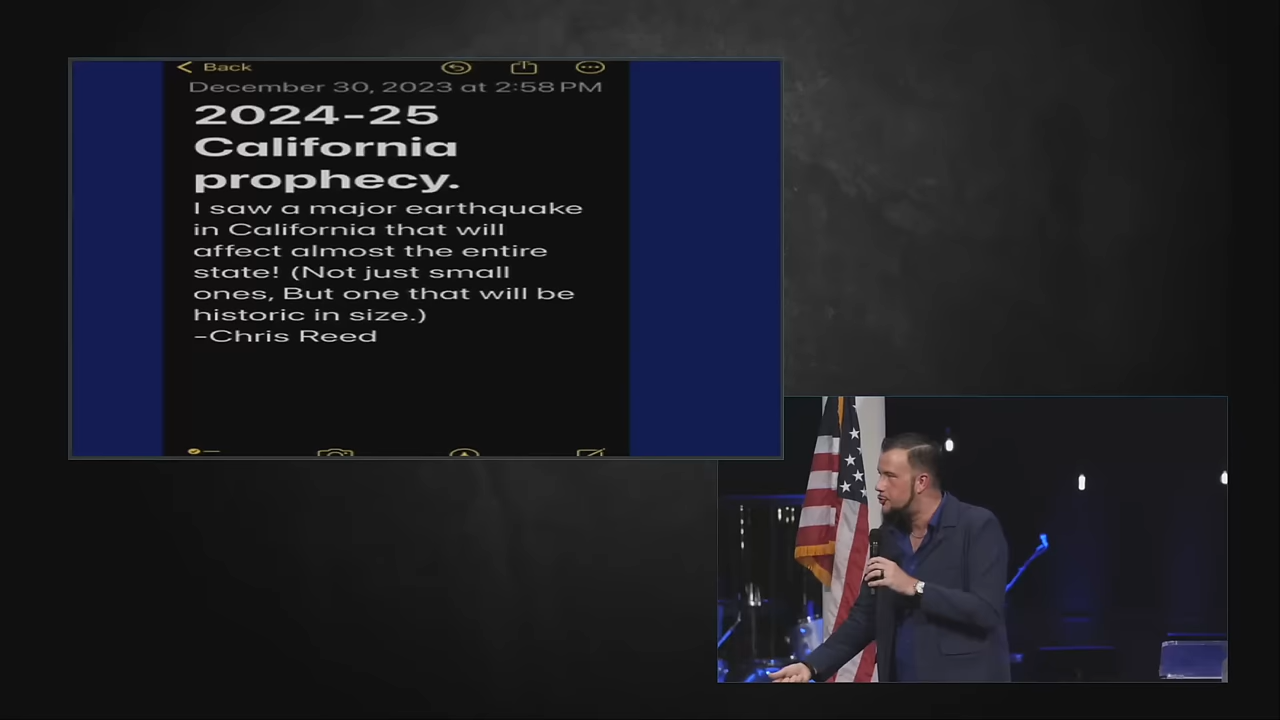 Back
December 30, 2023 at 2:58 PM
2024-25
California
prophecy.
I saw a major earthquake
in California that will
affect almost the entire
state! (Not just small
ones, But one that will be
historic in size.)
-Chris Reed